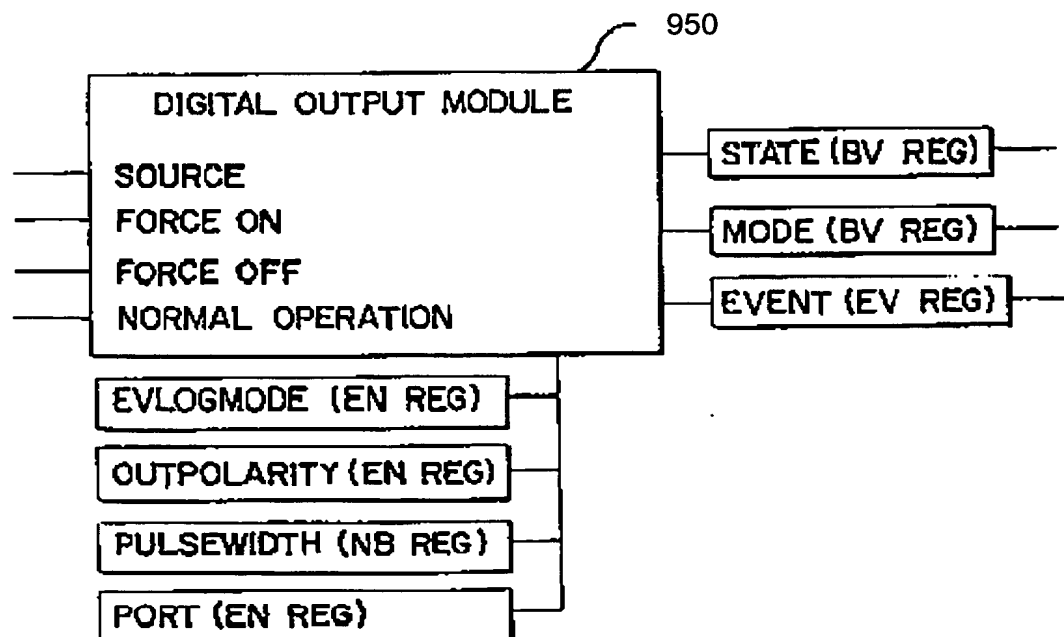 950
DIGITAL OUTPUT MODULE
SOURCE
FORCE ON
FORCE OFF
NORMAL OPERATION
STATE (BV REG)
MODE (BV REG)
EVENT (EV REG)
EVLOGMODE (EN REG)
OUTPOLARITY (EN REG)
PULSEWIDTH (NB REG)
PORT (EN REG)